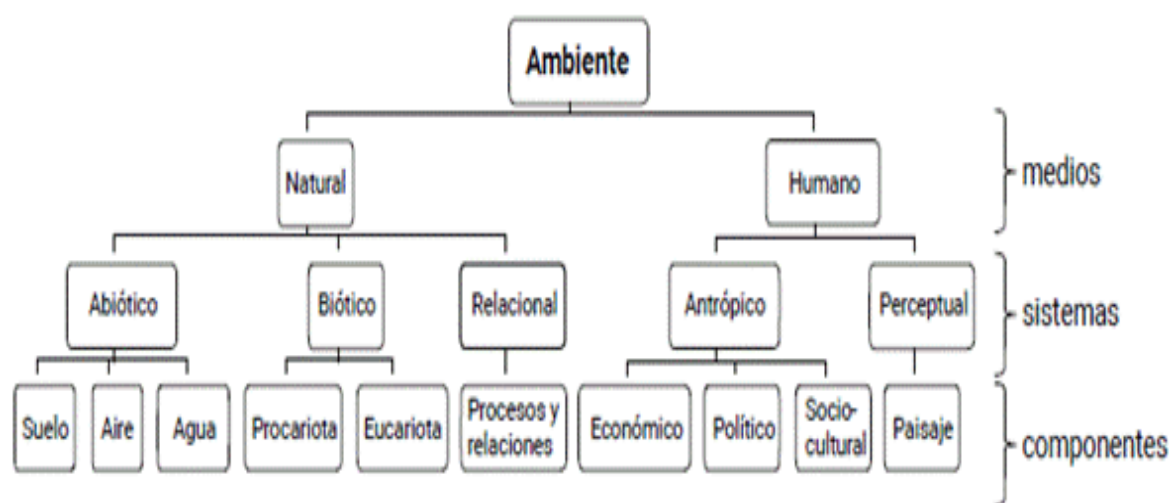 Ambiente
Natural
Humano
medios
Abiótico
Biótico
Relacional
Antrópico
Perceptual
sistemas
Suelo
Aire
Agua
Procariota
Eucariota
Procesos y
relaciones
Económico
Político
Socio-
cultural
Paisaje
componentes